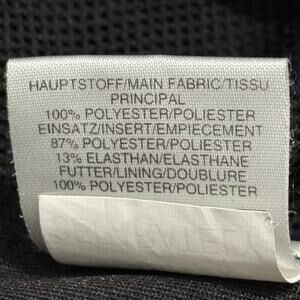 HAUPTSTOFF/MAIN FABRIC/TISSU
PRINCIPAL
100% POLYESTER/POLIESTER
EINSATZ/INSERT/EMPIECEMENT
87% POLYESTER/POLIESTER
13% ELASTHAN/ELASTHANE
FUTTER/LINING/DOUBLURE
100% POLYESTER/POLIESTER